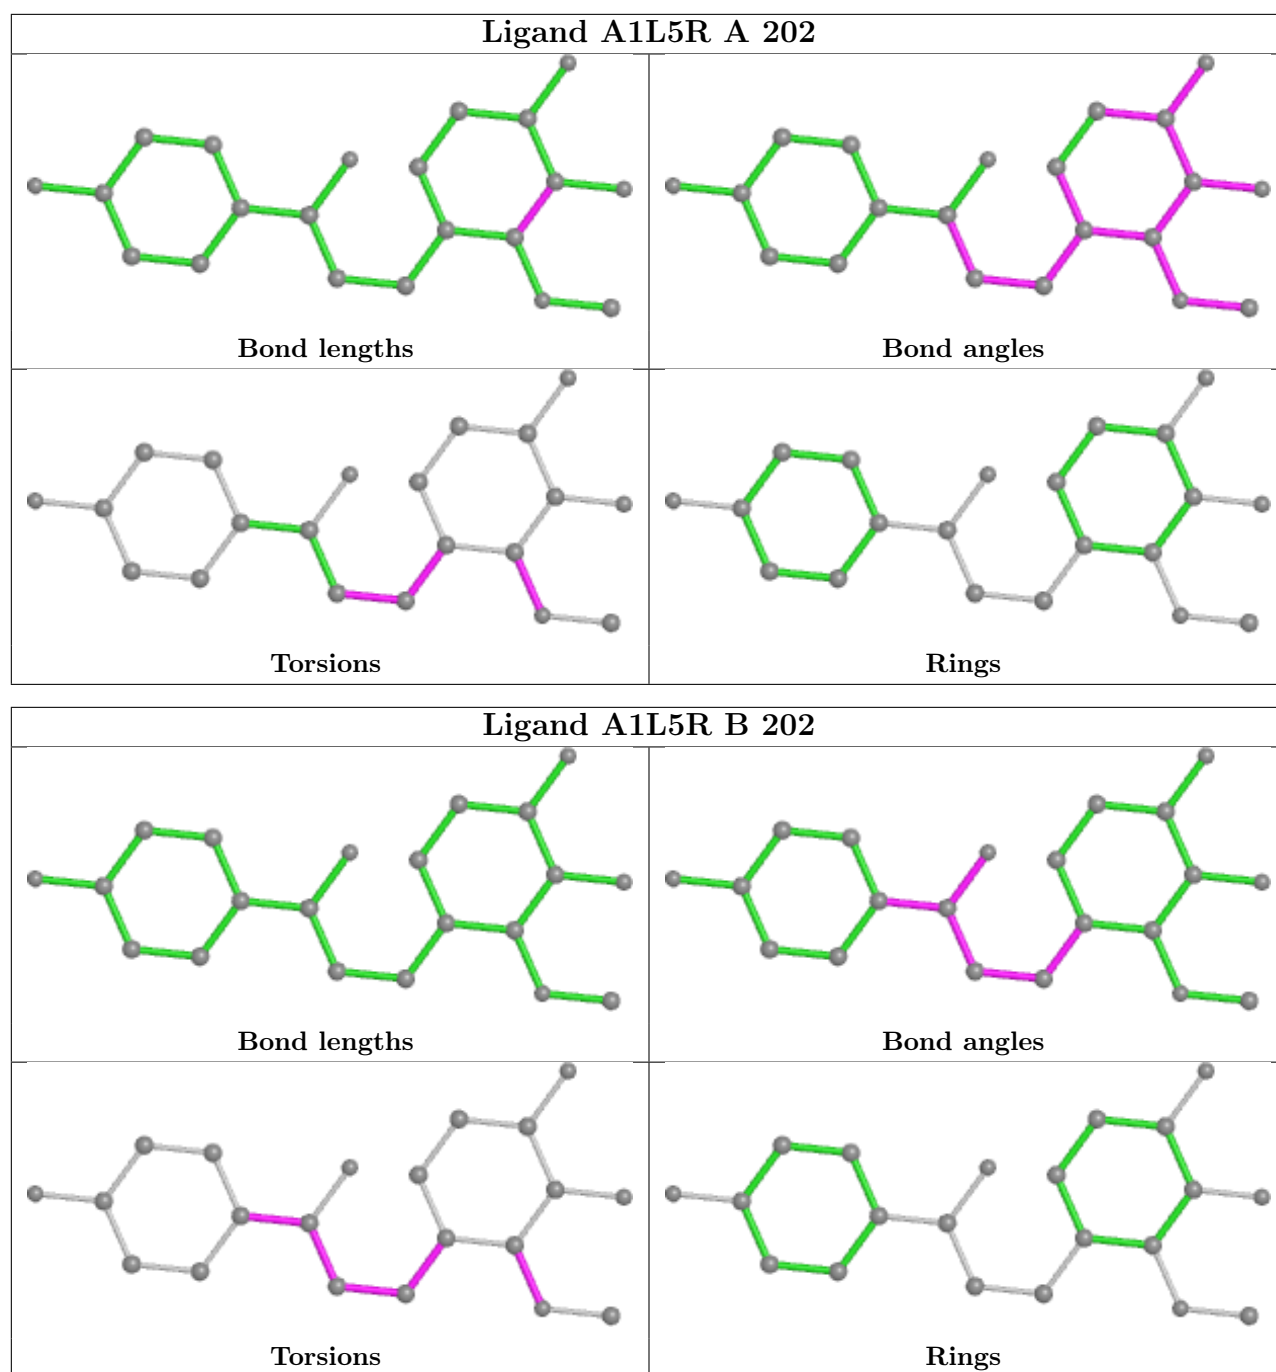 Ligand A1L5R A 202
Bond lengths
Bond angles
Torsions
Rings
Ligand A1L5R B 202
Bond lengths
Bond angles
Torsions
Rings